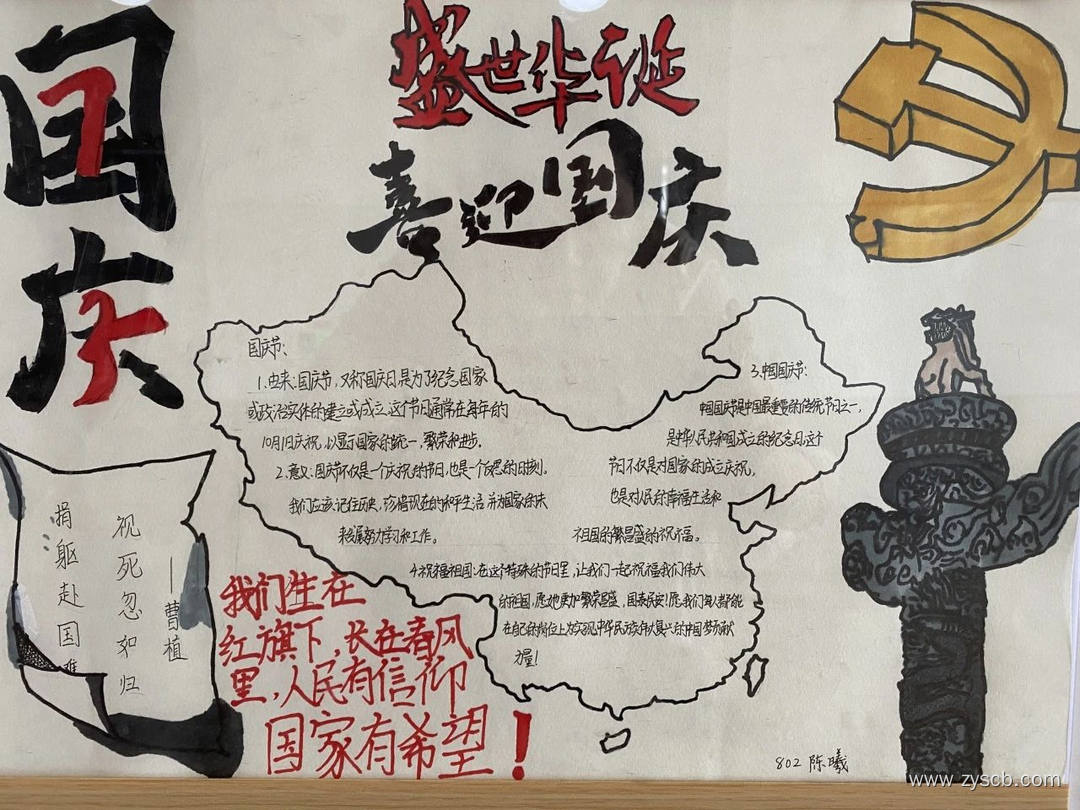 国庆
盛世华诞
喜迎国庆
国庆节:
1.由来:国庆节,又称国庆日是为了纪念国家
或政治实体的建立或成立.这个节日通常在每年的
10月1日庆祝,以显示国家的统一,繁荣和进步。
2.意义:国庆节不仅是一个庆祝的节日,也是一个反思的日刻。
我们应该记住历史,珍惜现在的和平生活,并为国家的未
来发展努力学习和工作。
3.中国国庆节:
中国国庆节是中国最重要的传统节日之一,
是中华人民共和国成立的纪念日,这个
节日不仅是对国家的成立庆祝,
也是对人民的幸福生活和
祖国的繁昌盛的祝福。
4.祝福祖国:在这个特殊的节日里,让我们一起祝福我们伟大
的祖国,愿她更加繁荣昌盛,国泰民安!愿我们每人都能
在自己的岗位上为实现中华民族伟大复兴的中国梦贡献
力量!
捐躯赴国难
视死忽如归
——曹植
我们生在
红旗下,长在春风
里,人民有信仰
国家有希望!
802 陈曦
www.zyscb.com